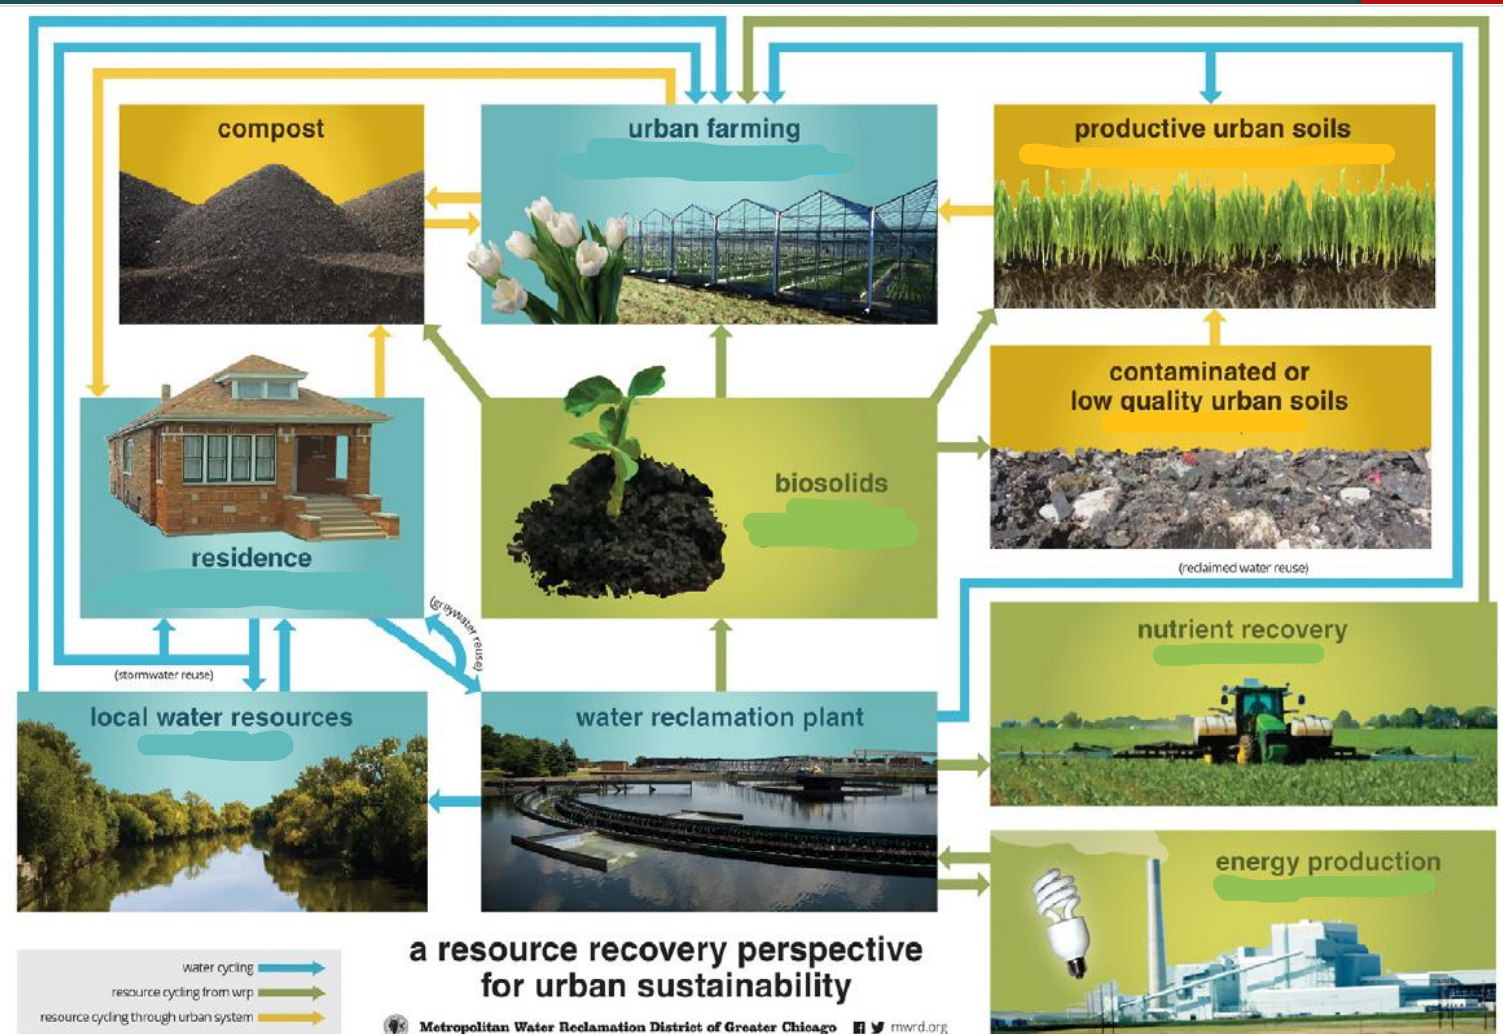 compost
urban farming
productive urban soils
contaminated or
low quality urban soils
residence
biosolids
(greywater reuse)
(reclaimed water reuse)
(stormwater reuse)
nutrient recovery
local water resources
water reclamation plant
energy production
a resource recovery perspective
for urban sustainability
water cycling
resource cycling from wrp
resource cycling through urban system
Metropolitan Water Reclamation District of Greater Chicago mwrd.org